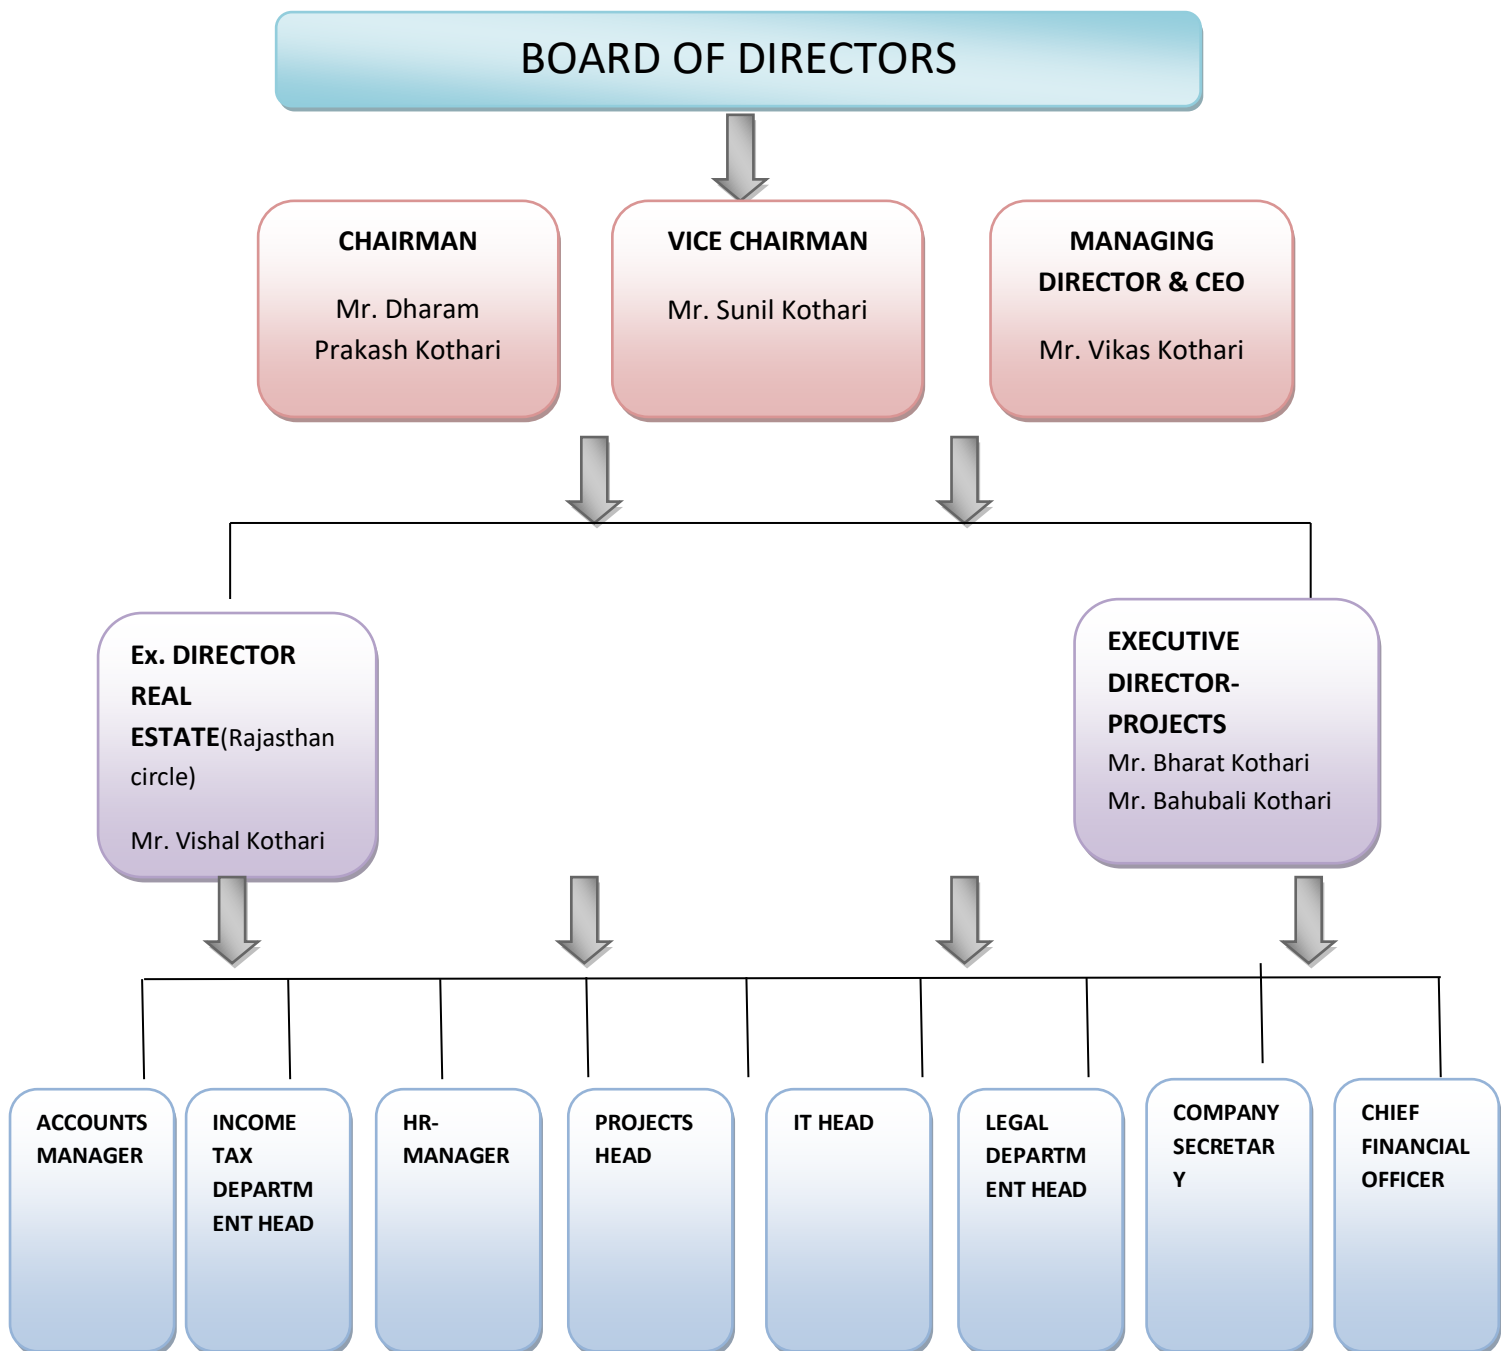 BOARD OF DIRECTORS
CHAIRMAN
Mr. Dharam
Prakash Kothari
VICE CHAIRMAN
Mr. Sunil Kothari
MANAGING
DIRECTOR & CEO
Mr. Vikas Kothari
Ex. DIRECTOR
REAL
ESTATE(Rajasthan
circle)
Mr. Vishal Kothari
EXECUTIVE
DIRECTOR-
PROJECTS
Mr. Bharat Kothari
Mr. Bahubali Kothari
ACCOUNTS
MANAGER
INCOME
TAX
DEPARTM
ENT HEAD
HR-
MANAGER
PROJECTS
HEAD
IT HEAD
LEGAL
DEPARTM
ENT HEAD
COMPANY
SECRETAR
Y
CHIEF
FINANCIAL
OFFICER